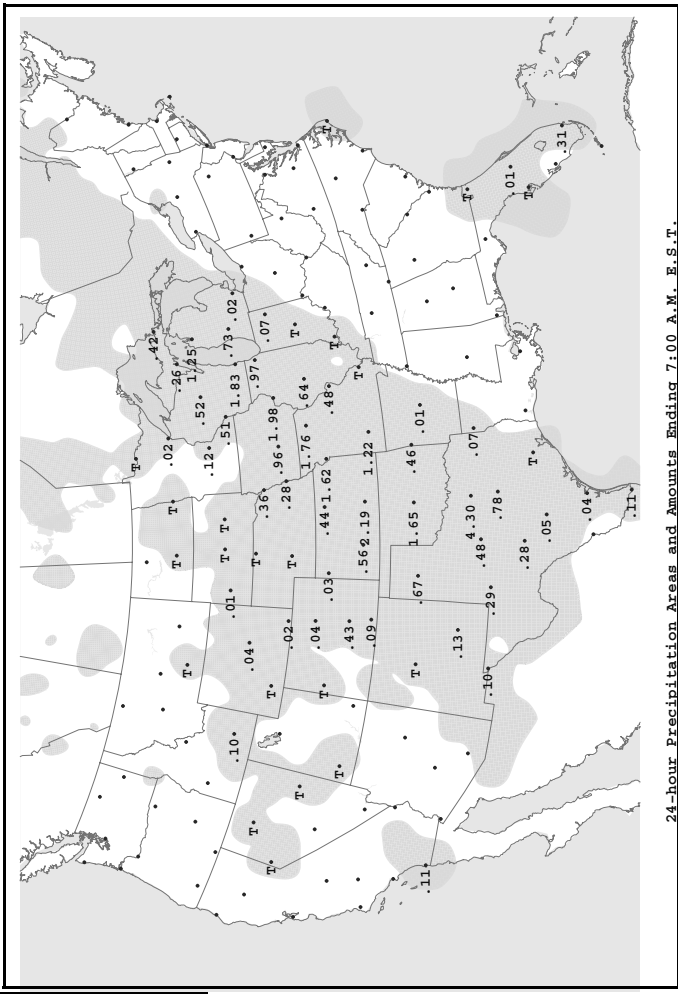 T
.42
.02
T
T
.26
T
1.25
.52
.12
T
T
.51
.73
.01
.02
.10
1.83
.04
T
.97
T
.36
.07
T
T
1.98
.96
.28
.02
T
T
T
.64
1.76
.04
T
.44
1.62
T
.03
.48
T
T
.43
T
.56
2.19
1.22
.09
.46
1.65
T
.67
.01
.11
.13
T
4.30
.07
.48
.10
.29
.78
.01
.28
T
T
.05
.31
.04
.11
24-hour Precipitation Areas and Amounts Ending 7:00 A.M. E.S.T.